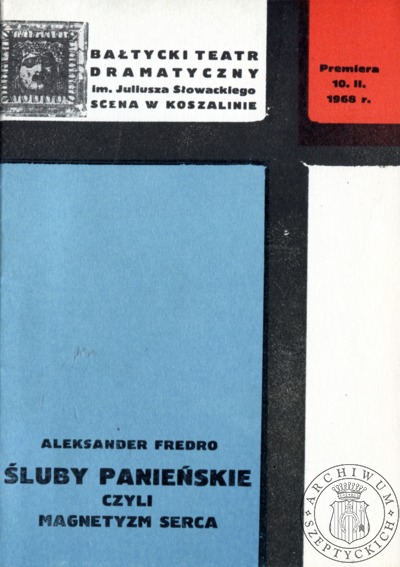 BAŁTYCKI TEATR
DRAMATYCZNY
im. Juliusza Słowackiego
SCENA W KOSZALINIE
Premiera
10. II.
1968 r.
ALEKSANDER FREDRO
ŚLUBY PANIEŃSKIE
CZYLI
MAGNETYZM SERCA
ARCHIWUM
SZEPTYCKICH